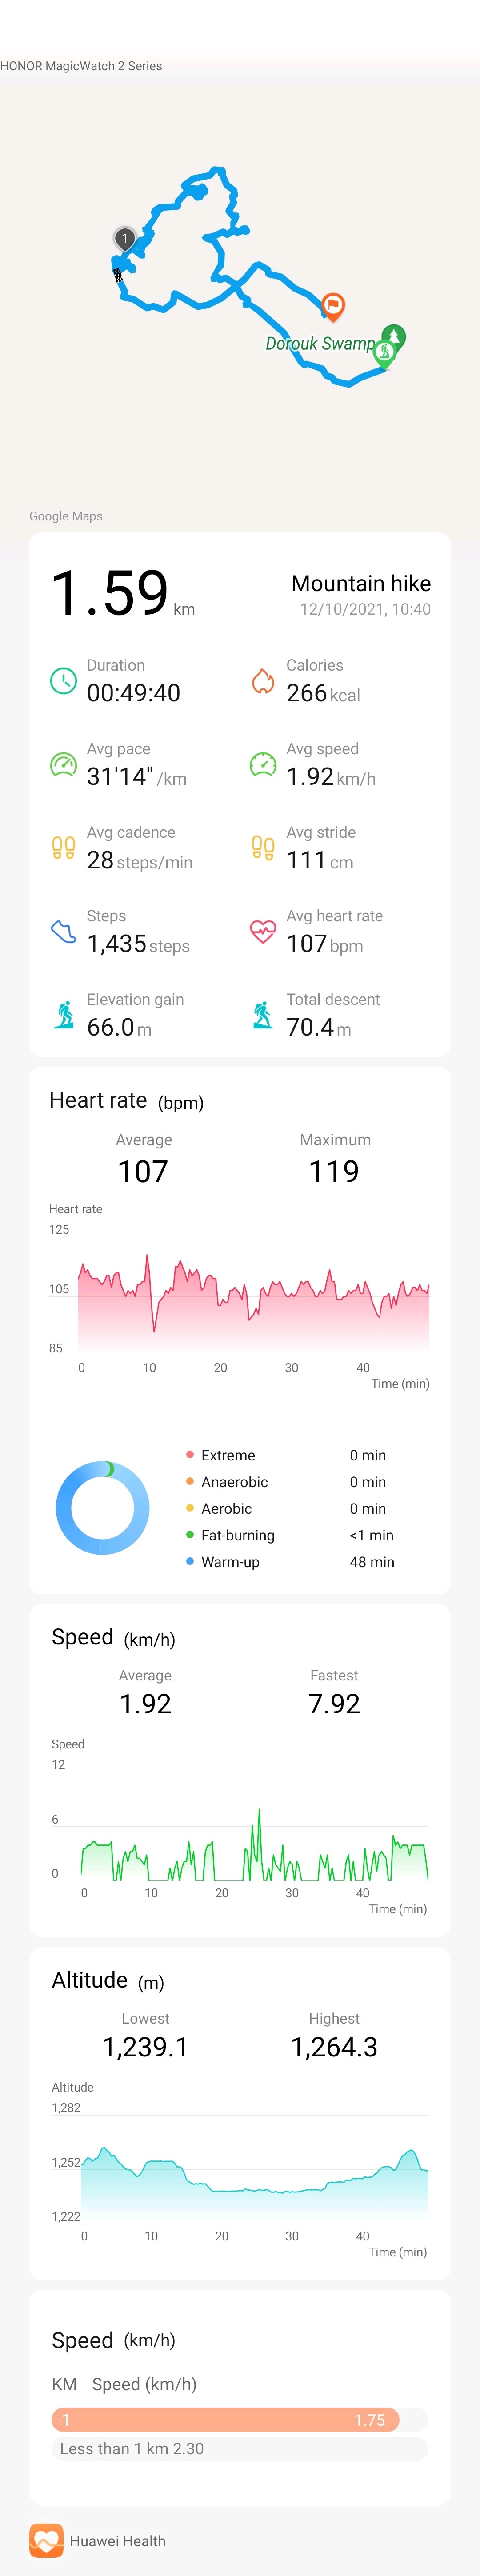 HONOR MagicWatch 2 Series
1
Dorouk Swamp
Google Maps
1.59 km
Mountain hike
12/10/2021, 10:40
Duration
00:49:40
Calories
266 kcal
Avg pace
31'14" /km
Avg speed
1.92 km/h
Avg cadence
28 steps/min
Avg stride
111 cm
Steps
1,435 steps
Avg heart rate
107 bpm
Elevation gain
66.0 m
Total descent
70.4 m
Heart rate (bpm)
Average Maximum
107 119
Heart rate
125
105
85
0 10 20 30 40
Time (min)
Extreme 0 min
Anaerobic 0 min
Aerobic 0 min
Fat-burning <1 min
Warm-up 48 min
Speed (km/h)
Average Fastest
1.92 7.92
Speed
12
6
0
0 10 20 30 40
Time (min)
Altitude (m)
Lowest Highest
1,239.1 1,264.3
Altitude
1,282
1,252
1,222
0 10 20 30 40
Time (min)
Speed (km/h)
KM Speed (km/h)
1 1.75
Less than 1 km 2.30
Huawei Health